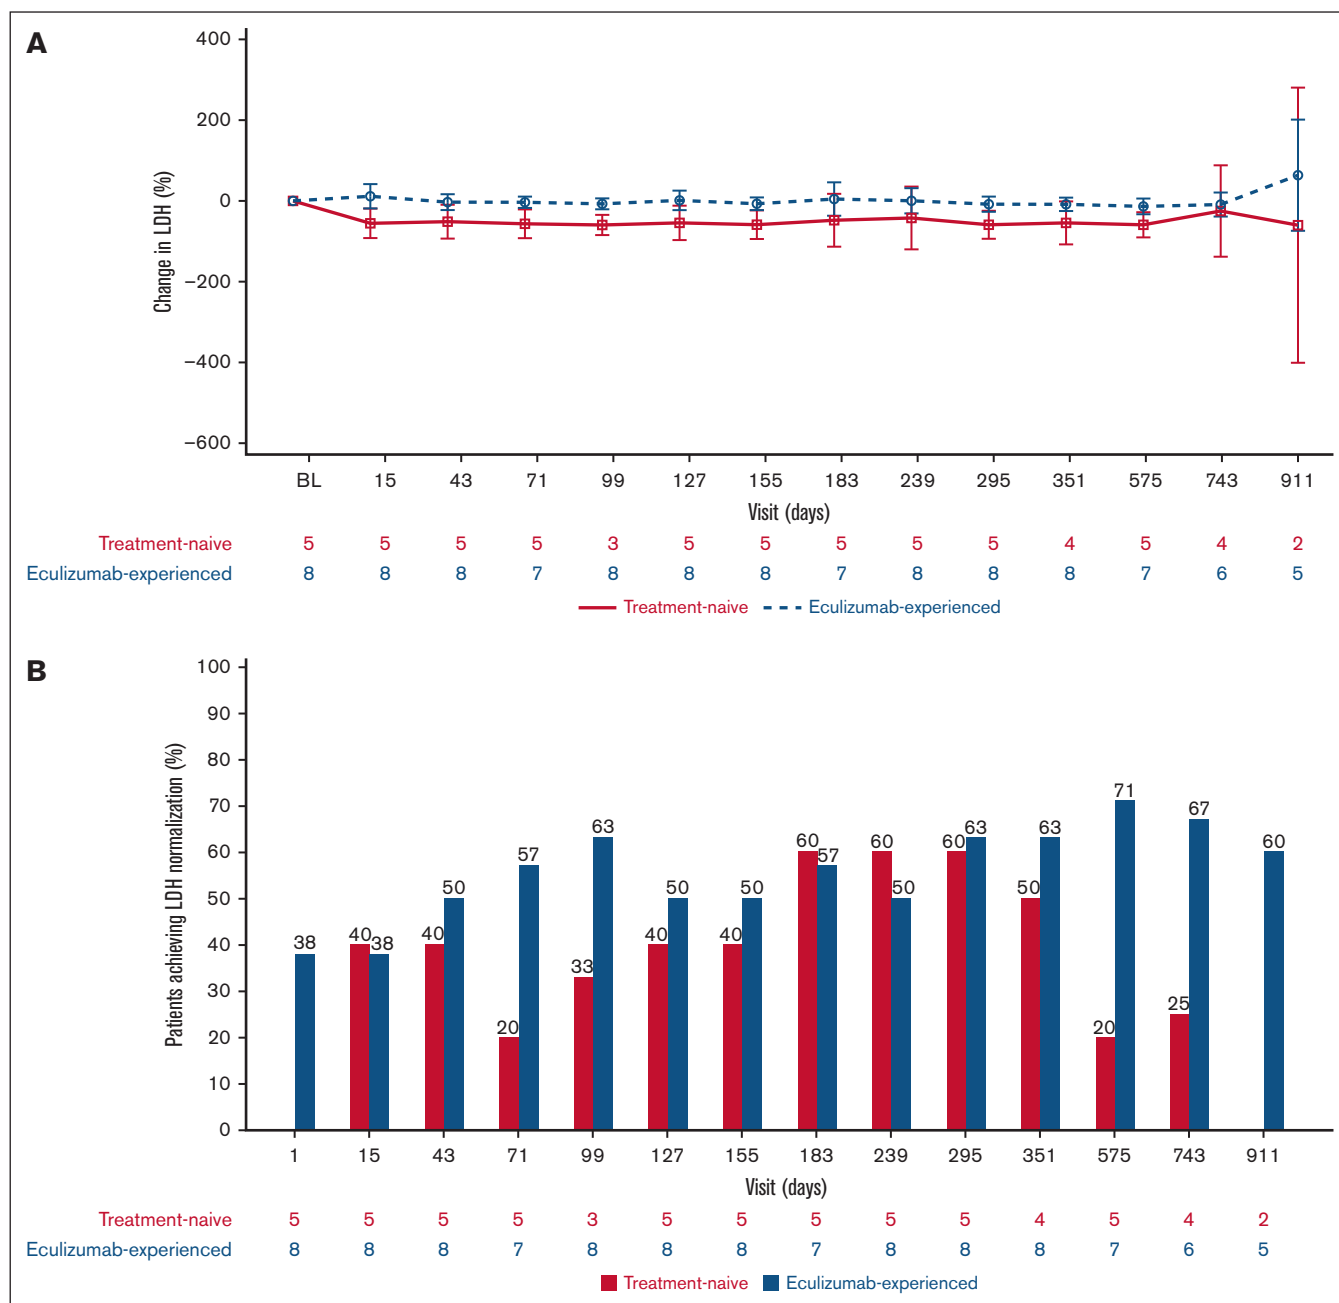 A
400
200
0
−200
−400
−600
Change in LDH (%)
BL 15 43 71 99 127 155 183 239 295 351 575 743 911
Visit (days)
Treatment-naive 5 5 5 5 3 5 5 5 5 5 4 5 4 2
Eculizumab-experienced 8 8 8 7 8 8 8 7 8 8 8 7 6 5
Treatment-naive Eculizumab-experienced
B
100
90
80
70
60
50
40
30
20
10
0
Patients achieving LDH normalization (%)
38 40 38 40 50 20 57 33 63 40 50 40 50 60 57 60 50 60 63 50 63 20 71 25 67 60
1 15 43 71 99 127 155 183 239 295 351 575 743 911
Visit (days)
Treatment-naive 5 5 5 5 3 5 5 5 5 5 4 5 4 2
Eculizumab-experienced 8 8 8 7 8 8 8 7 8 8 8 7 6 5
Treatment-naive Eculizumab-experienced